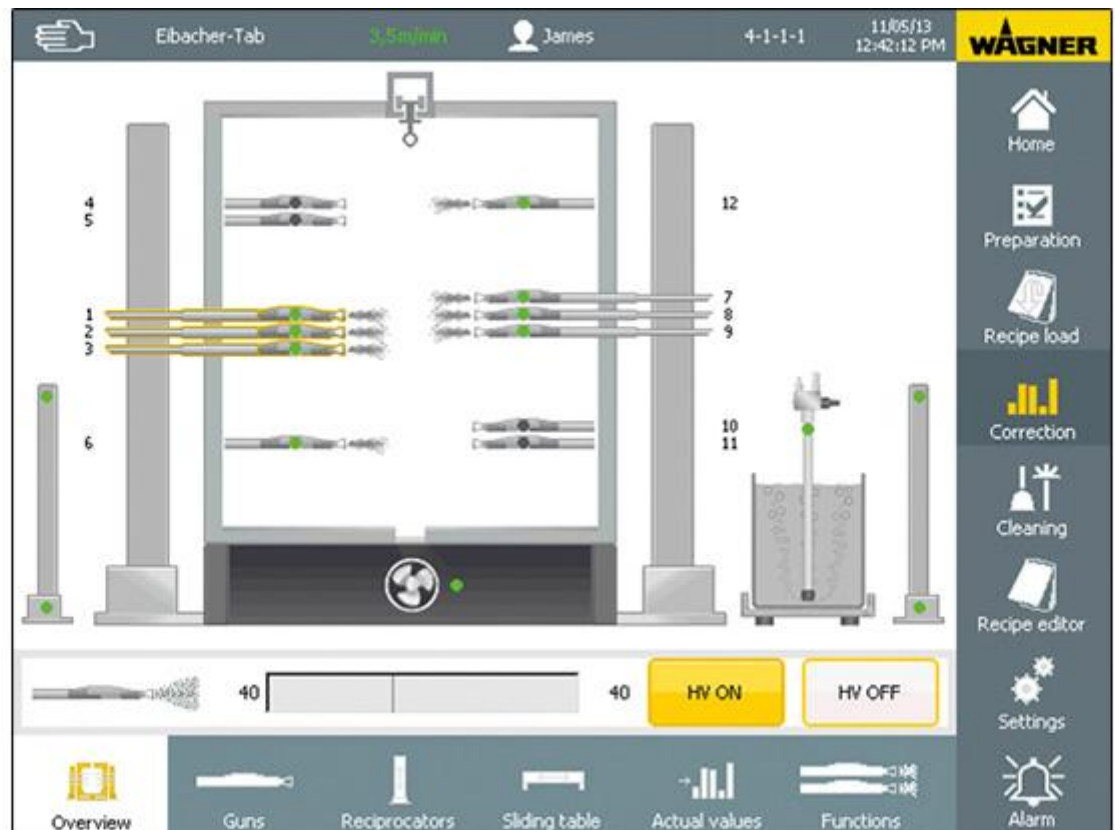 Eibacher-Tab 3,5m/min James 4-1-1-1 11/05/13
12:42:12 PM
WAGNER
Home
Preparation
Recipe load
Correction
Cleaning
Recipe editor
Settings
Alarm
4
5
12
1
2
3
7
8
9
6
10
11
40 40 HV ON HV OFF
Overview Guns Reciprocators Sliding table Actual values Functions